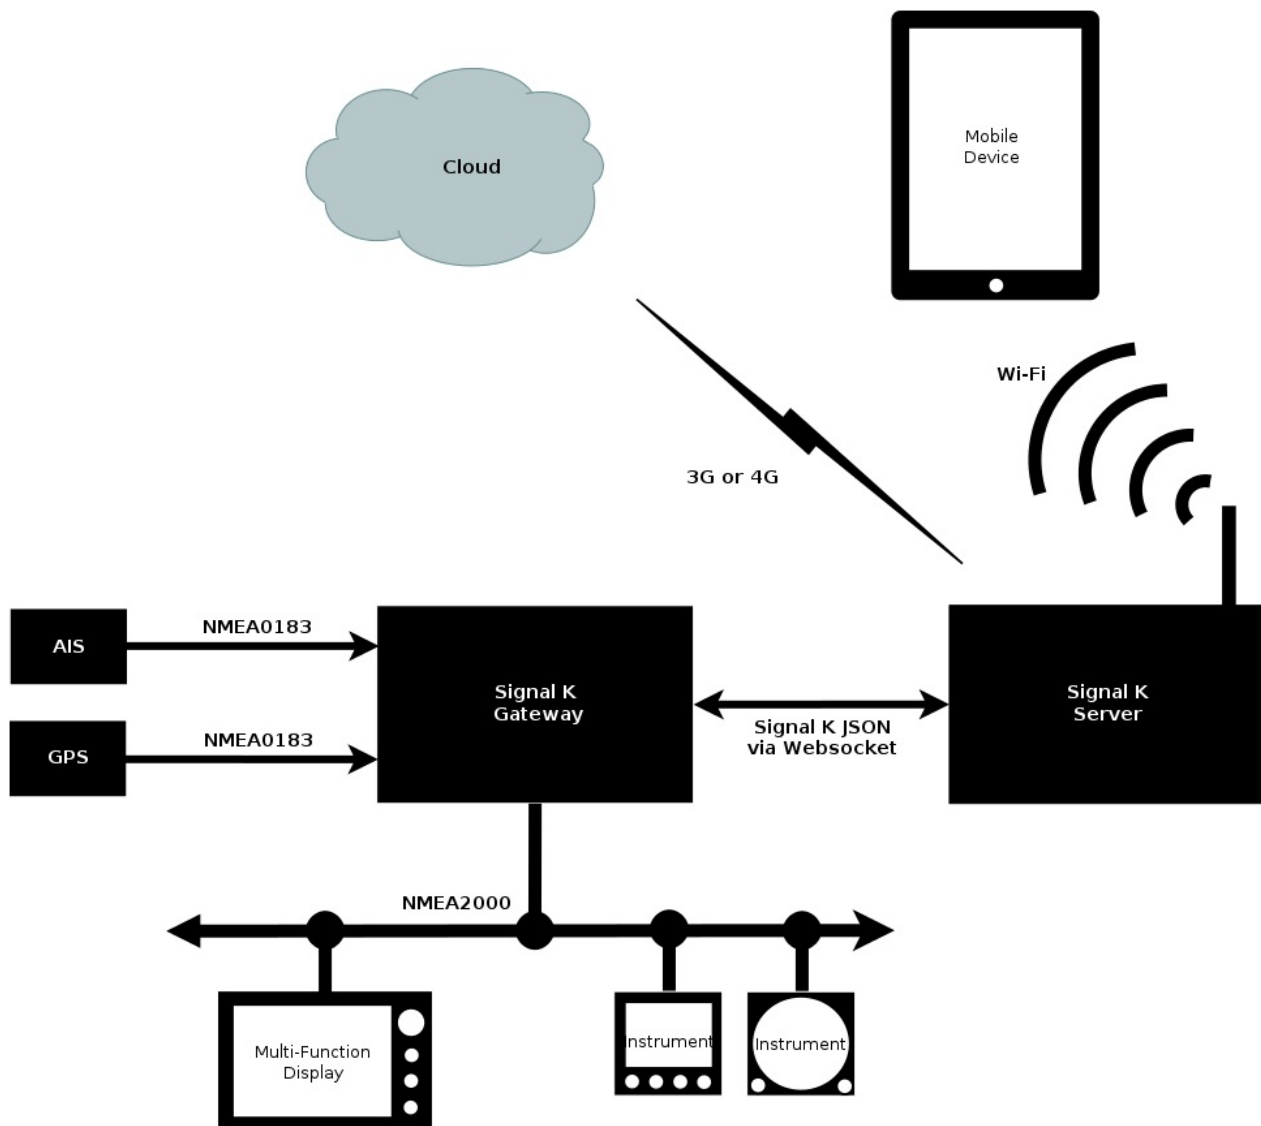 Cloud
Mobile
Device
Wi-Fi
3G or 4G
AIS
NMEA0183
GPS
NMEA0183
Signal K
Gateway
Signal K JSON
via Websocket
Signal K
Server
NMEA2000
Multi-Function
Display
Instrument
Instrument